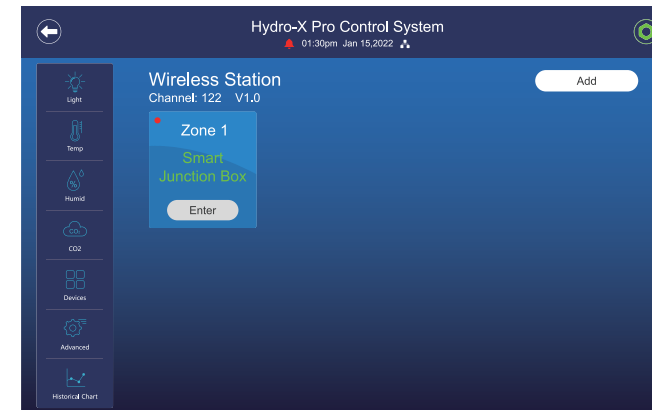 Hydro-X Pro Control System
01:30pm Jan 15,2022
Light
Temp
%
Humid
CO₂
CO2
Devices
Advanced
Historical Chart
Wireless Station
Channel: 122 V1.0
Add
Zone 1
Smart
Junction Box
Enter